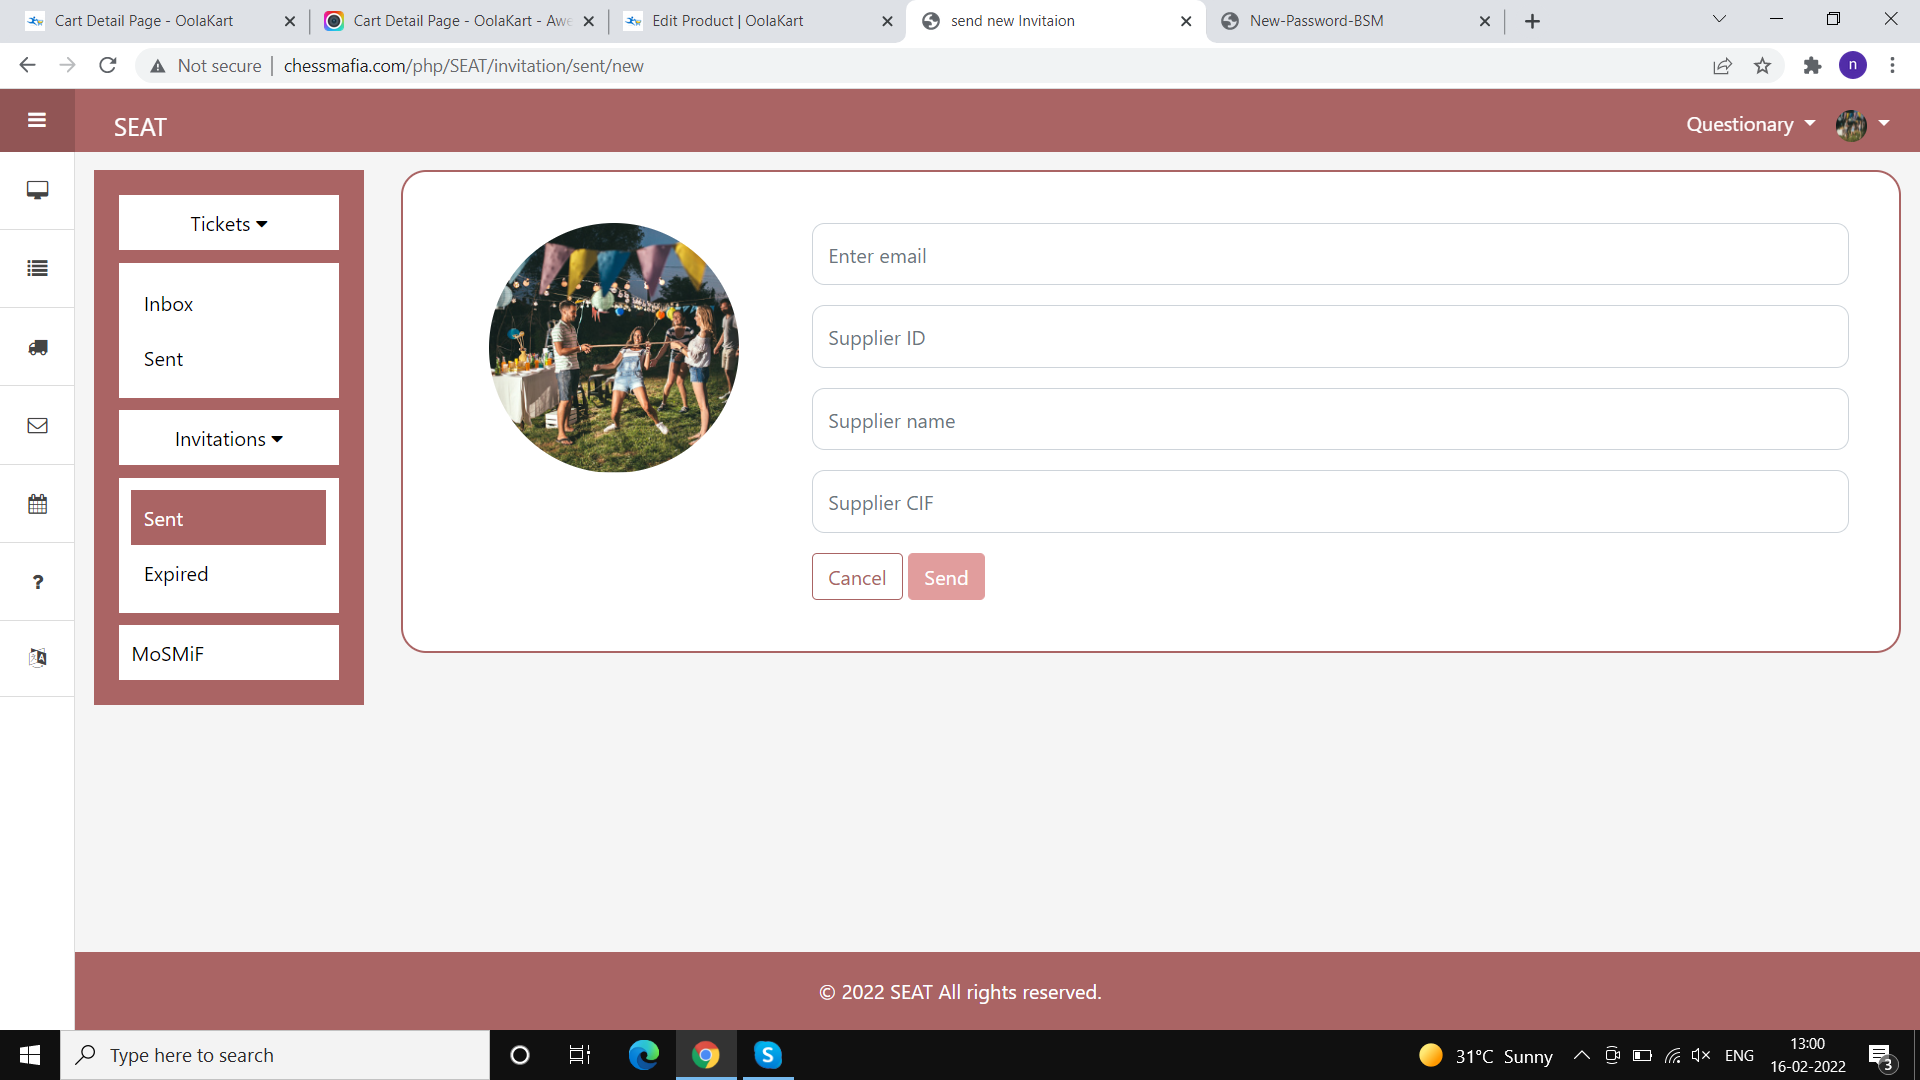 Cart Detail Page - OolaKart
Cart Detail Page - OolaKart - Awe
Edit Product | OolaKart
send new Invitaion
New-Password-BSM
Not secure
chessmafia.com/php/SEAT/invitation/sent/new
n
SEAT
Questionary
Tickets
Inbox
Sent
Invitations
Sent
Expired
MoSMiF
Enter email
Supplier ID
Supplier name
Supplier CIF
Cancel
Send
?
© 2022 SEAT All rights reserved.
Type here to search
31°C Sunny
ENG
13:00
16-02-2022
3